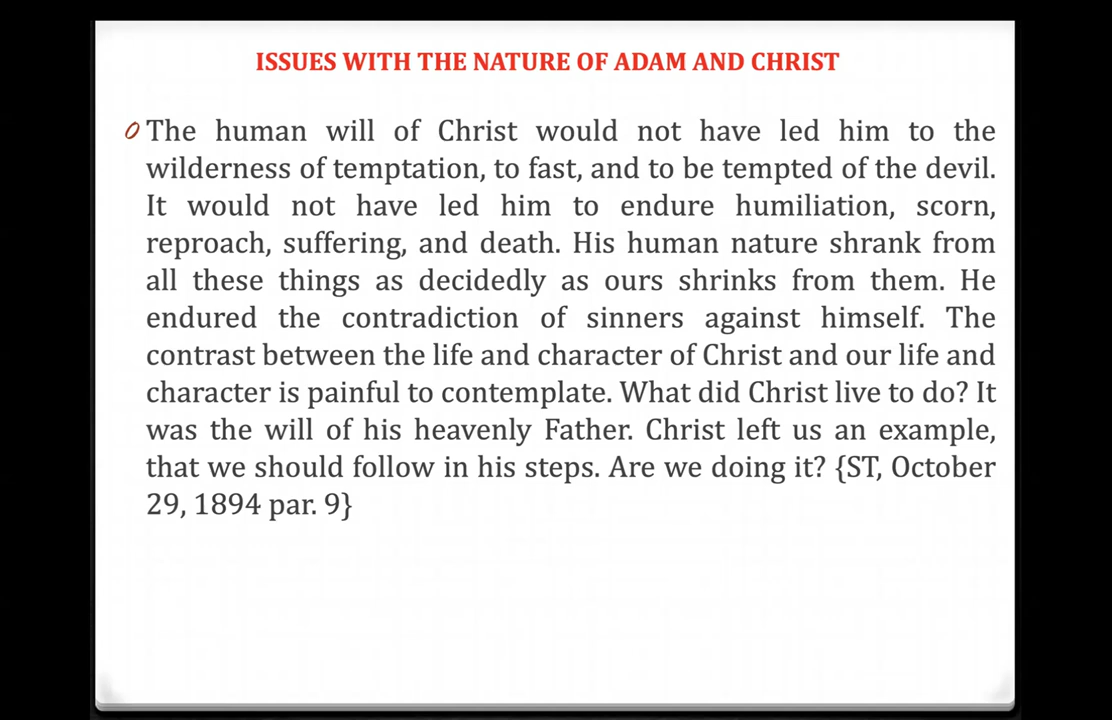 ISSUES WITH THE NATURE OF ADAM AND CHRIST
The human will of Christ would not have led him to the
wilderness of temptation, to fast, and to be tempted of the devil.
It would not have led him to endure humiliation, scorn,
reproach, suffering, and death. His human nature shrank from
all these things as decidedly as ours shrinks from them. He
endured the contradiction of sinners against himself. The
contrast between the life and character of Christ and our life and
character is painful to contemplate. What did Christ live to do? It
was the will of his heavenly Father. Christ left us an example,
that we should follow in his steps. Are we doing it? {ST, October
29, 1894 par. 9}